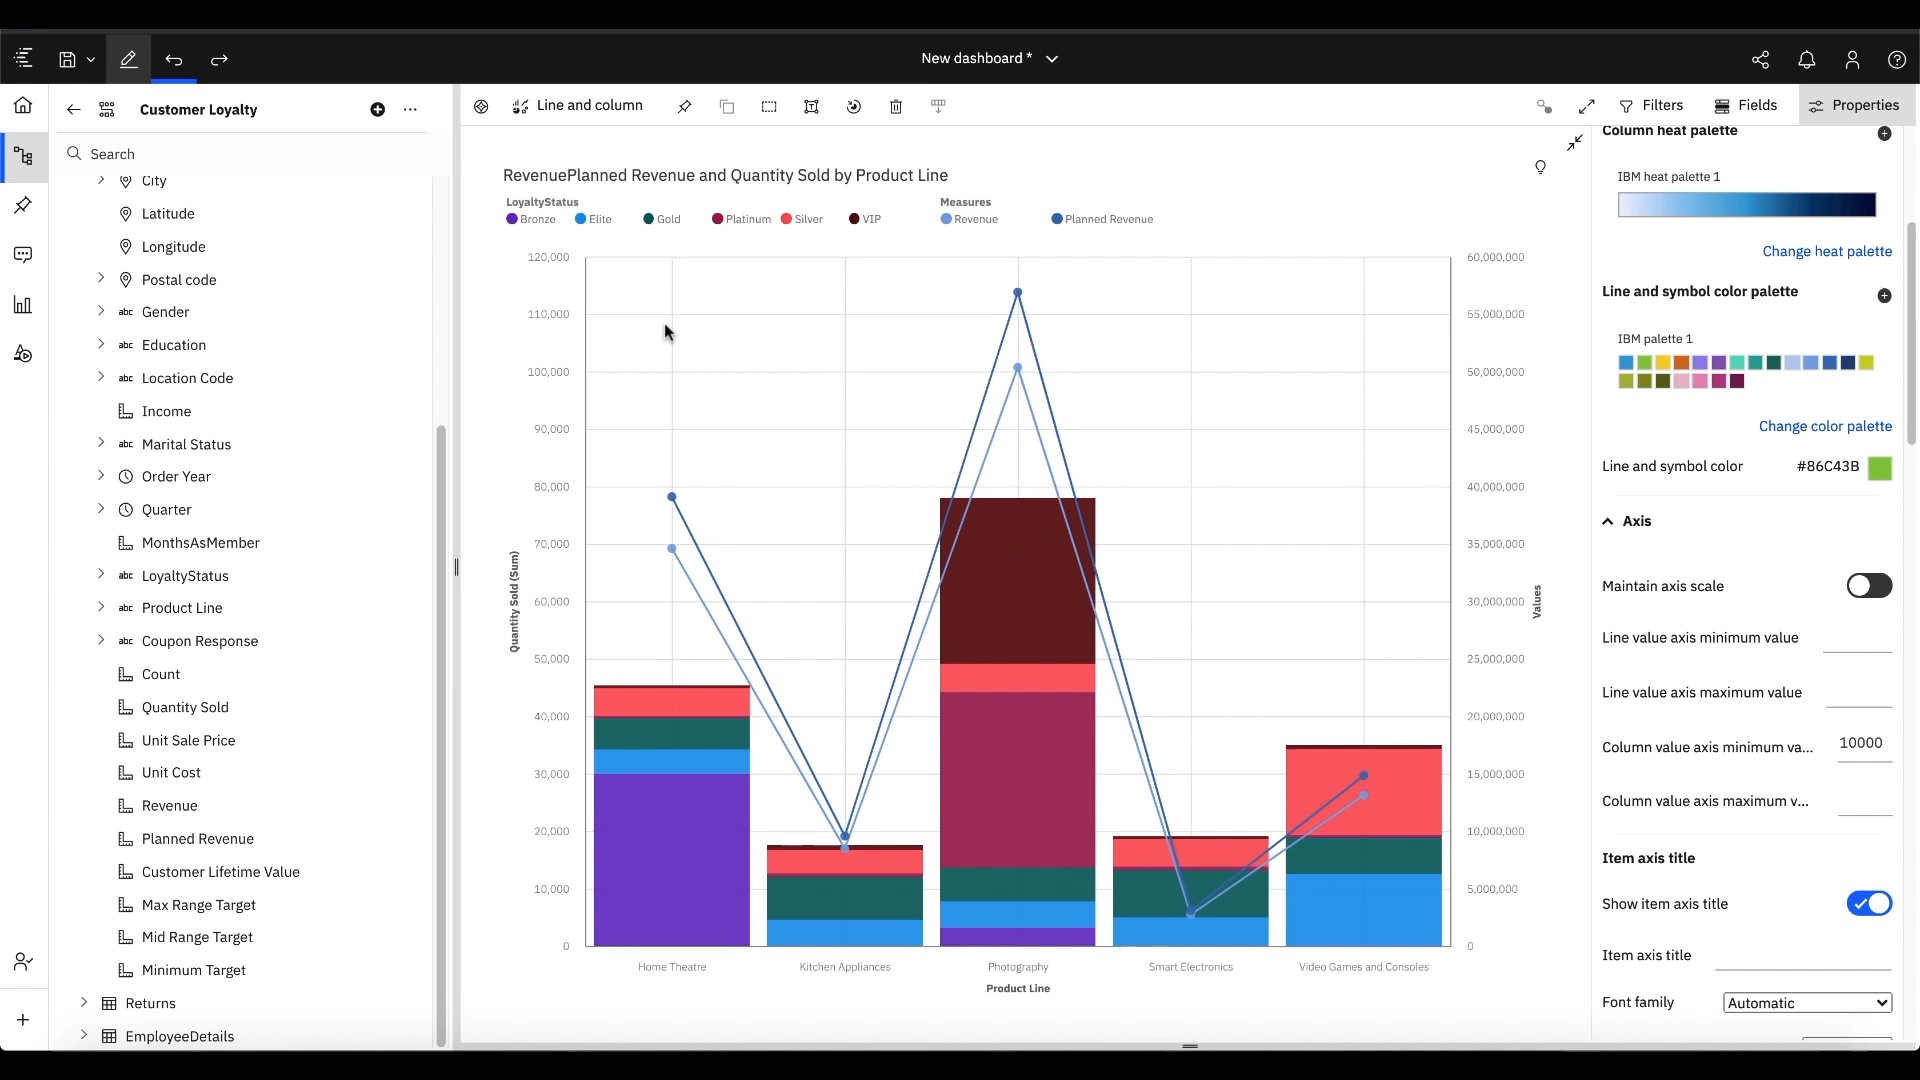 New dashboard *
Customer Loyalty
Line and column
Filters
Fields
Properties
Search
City
Latitude
Longitude
Postal code
abc Gender
abc Education
abc Location Code
Income
abc Marital Status
Order Year
Quarter
MonthsAsMember
abc LoyaltyStatus
abc Product Line
abc Coupon Response
Count
Quantity Sold
Unit Sale Price
Unit Cost
Revenue
Planned Revenue
Customer Lifetime Value
Max Range Target
Mid Range Target
Minimum Target
Returns
EmployeeDetails
RevenuePlanned Revenue and Quantity Sold by Product Line
LoyaltyStatus
Bronze Elite Gold Platinum Silver VIP
Measures
Revenue Planned Revenue
120,000
110,000
100,000
90,000
80,000
70,000
60,000
50,000
40,000
30,000
20,000
10,000
0
Quantity Sold (Sum)
60,000,000
55,000,000
50,000,000
45,000,000
40,000,000
35,000,000
30,000,000
25,000,000
20,000,000
15,000,000
10,000,000
5,000,000
0
Values
Home Theatre Kitchen Appliances Photography Smart Electronics Video Games and Consoles
Product Line
Column heat palette
IBM heat palette 1
Change heat palette
Line and symbol color palette
IBM palette 1
Change color palette
Line and symbol color #86C43B
Axis
Maintain axis scale
Line value axis minimum value
Line value axis maximum value
Column value axis minimum va... 10000
Column value axis maximum v...
Item axis title
Show item axis title
Item axis title
Font family Automatic